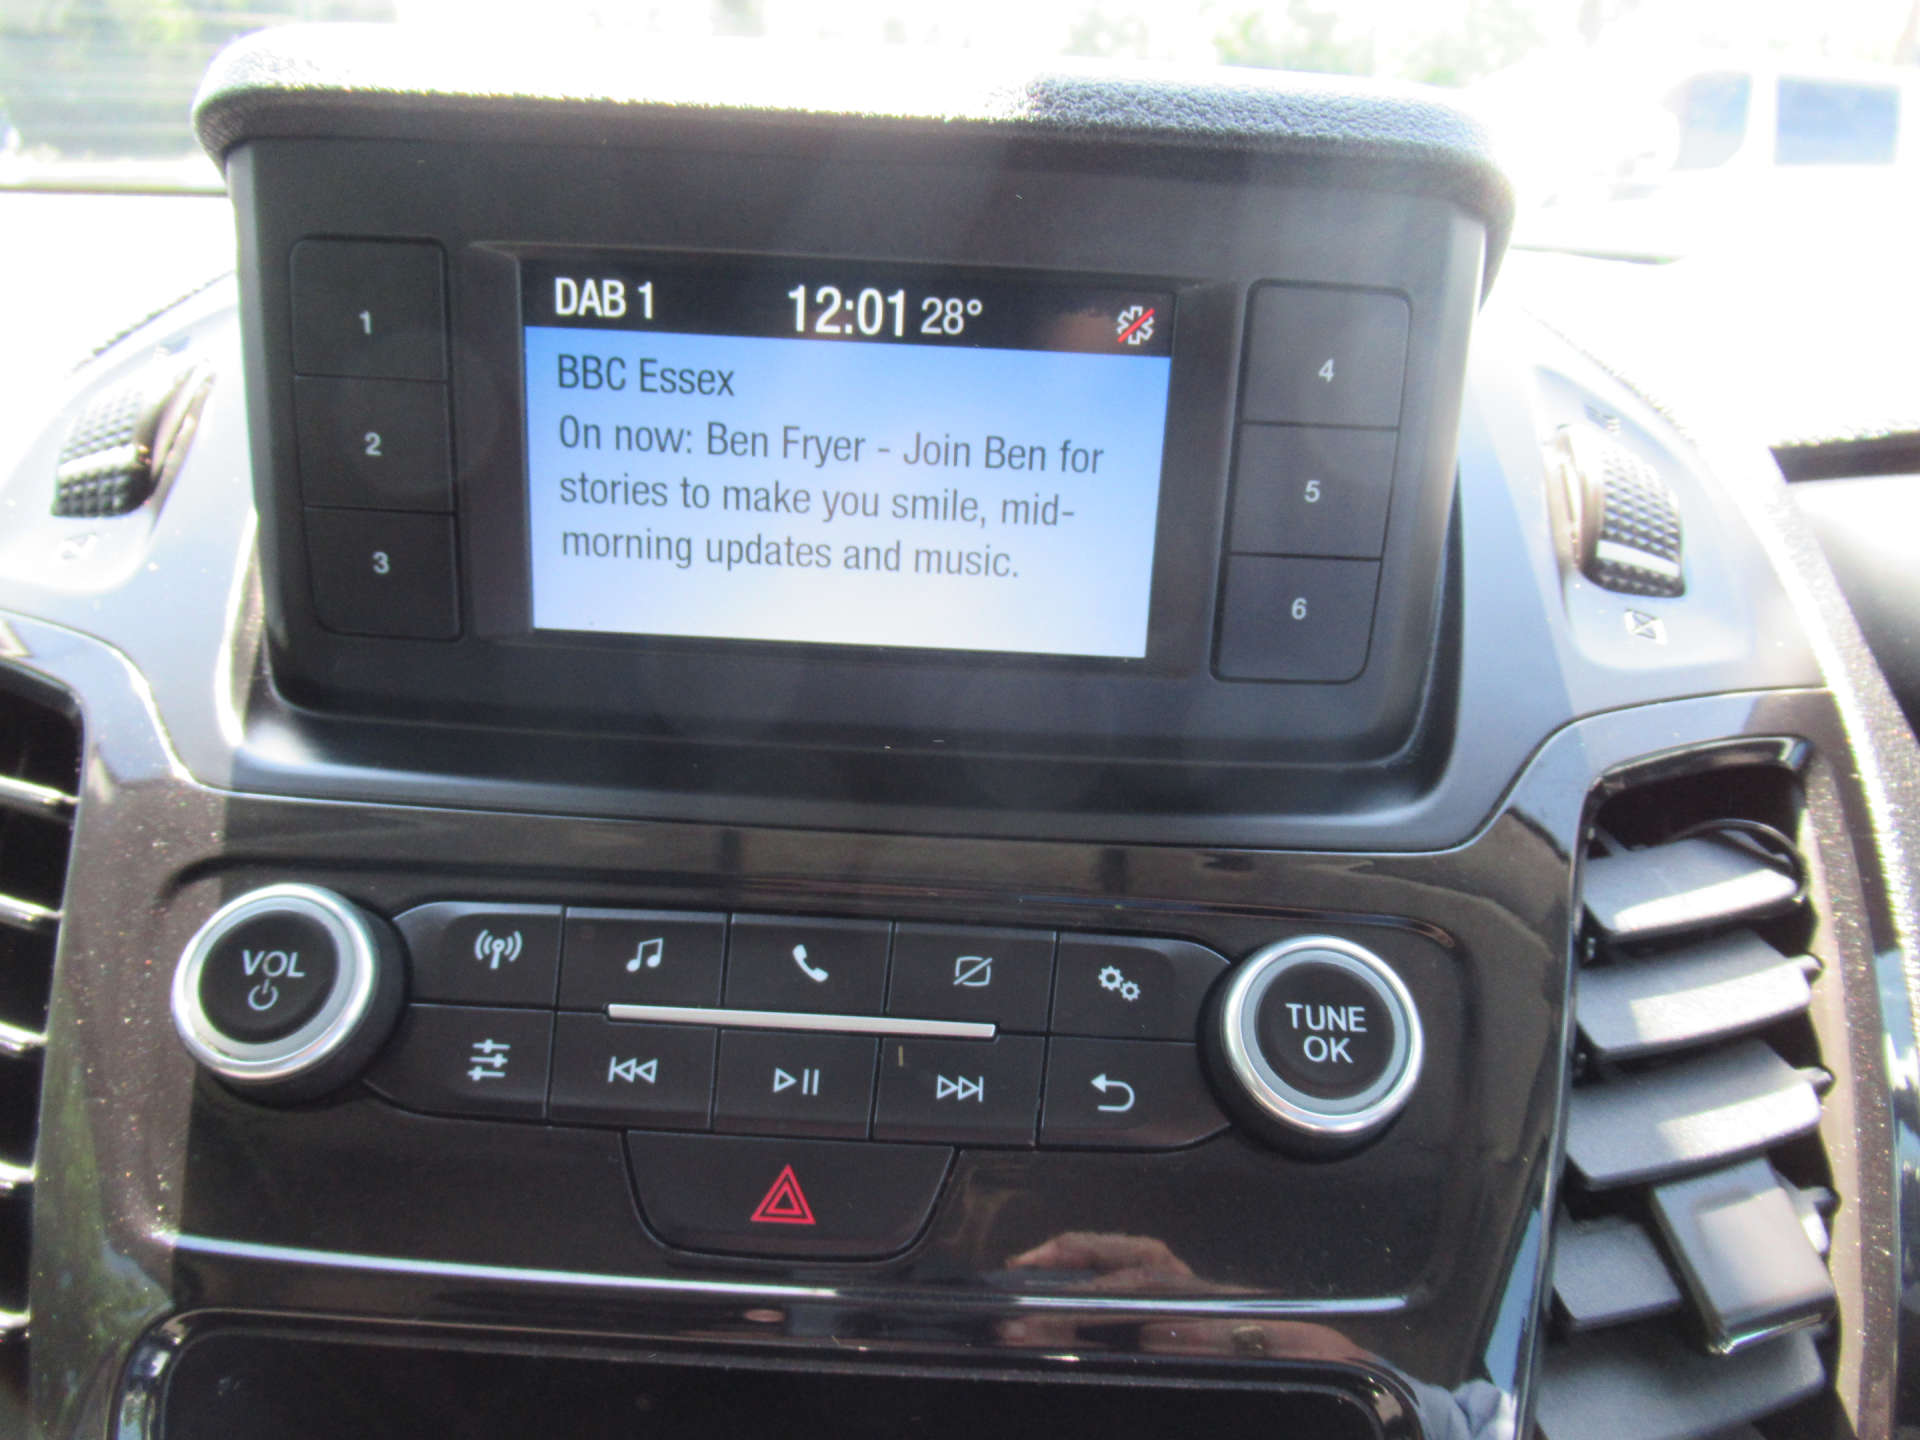 DAB 1 12:01 28°
BBC Essex
On now: Ben Fryer - Join Ben for
stories to make you smile, mid-
morning updates and music.
1
2
3
4
5
6
VOL
TUNE
OK